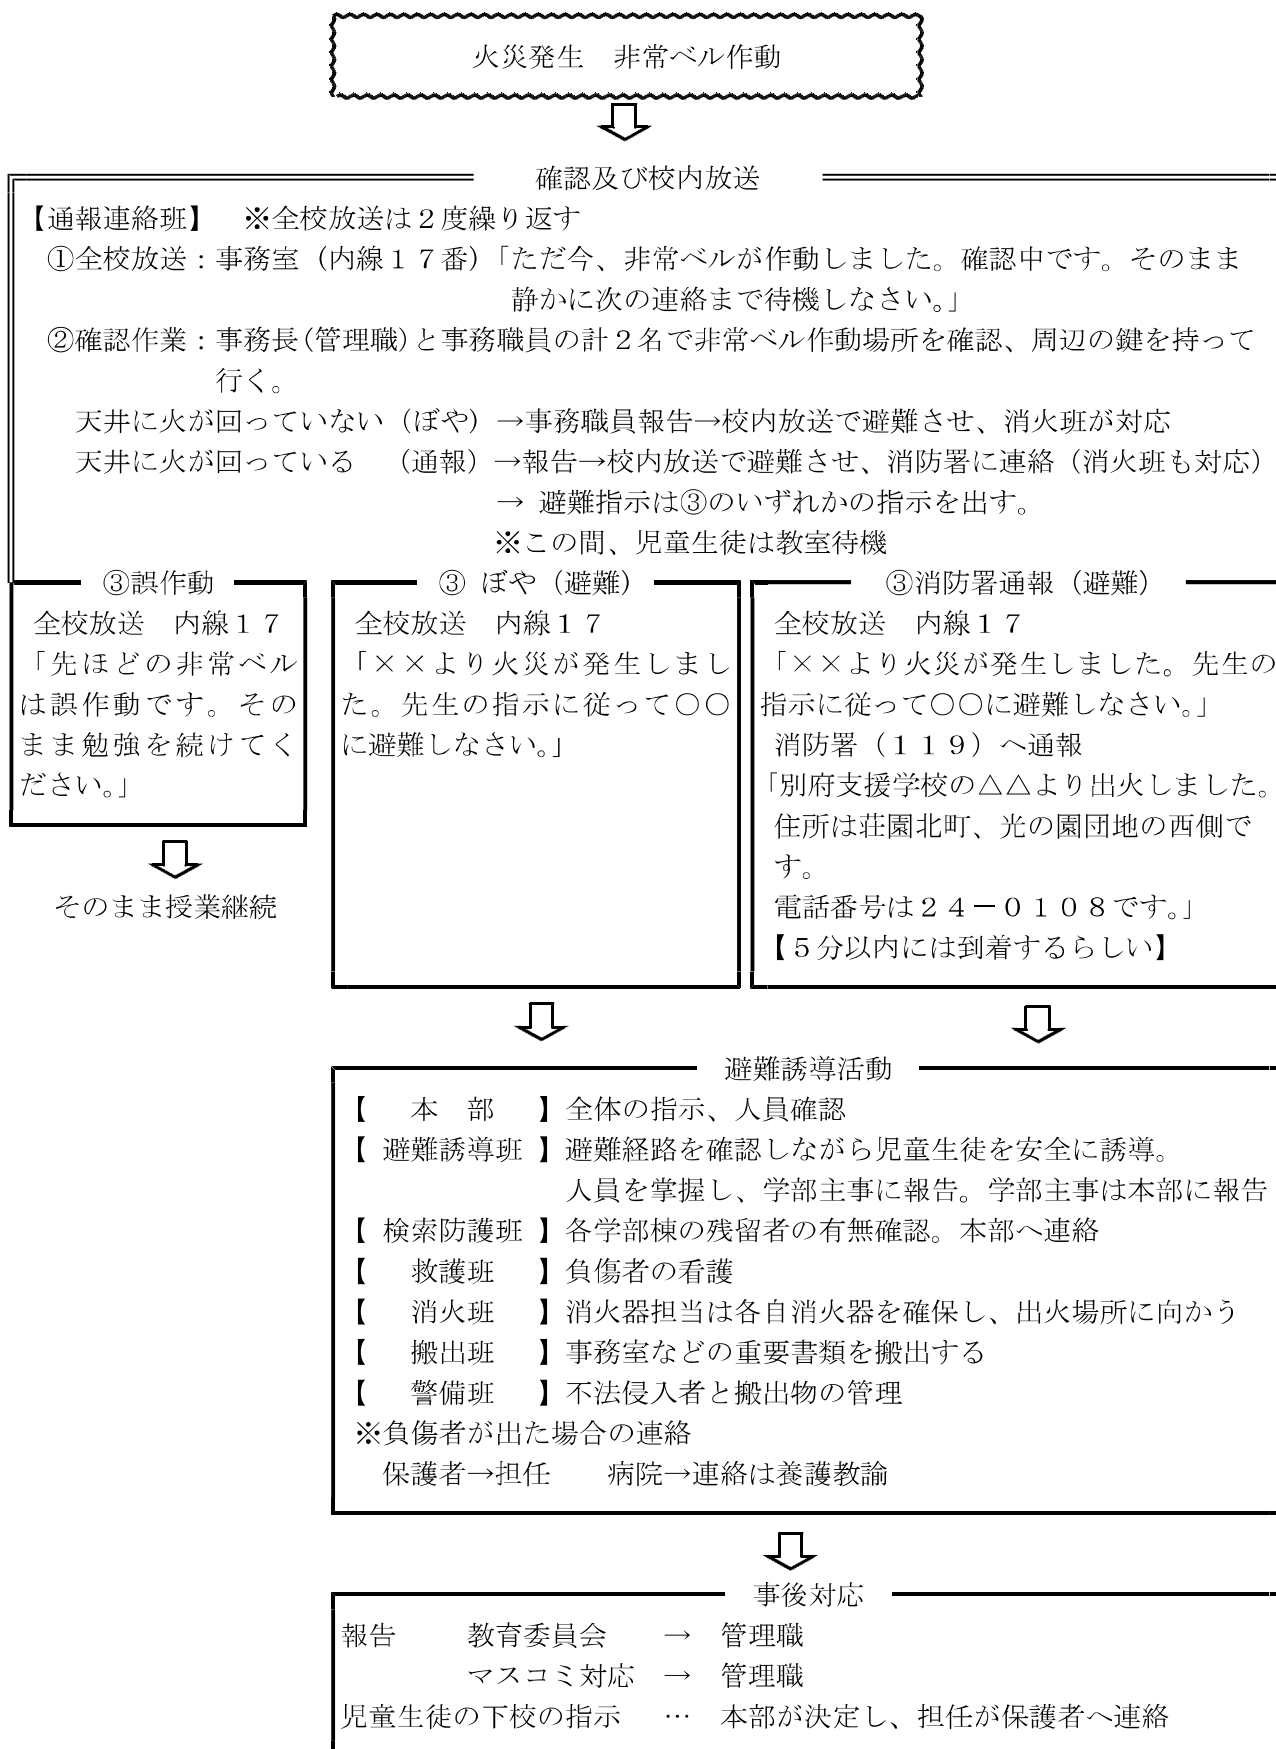 火災発生　非常ベル作動
確認及び校内放送
【通報連絡班】　※全校放送は２度繰り返す
①全校放送：事務室（内線１７番）「ただ今、非常ベルが作動しました。確認中です。そのまま
静かに次の連絡まで待機しなさい。」
②確認作業：事務長（管理職）と事務職員の計２名で非常ベル作動場所を確認、周辺の鍵を持って
行く。
天井に火が回っていない（ぼや）→事務職員報告→校内放送で避難させ、消火班が対応
天井に火が回っている　（通報）→報告→校内放送で避難させ、消防署に連絡（消火班も対応）
→ 避難指示は③のいずれかの指示を出す。
※この間、児童生徒は教室待機
③誤作動
全校放送　内線１７
「先ほどの非常ベル
は誤作動です。その
まま勉強を続けてく
ださい。」
そのまま授業継続
③ ぼや（避難）
全校放送　内線１７
「××より火災が発生しまし
た。先生の指示に従って〇〇
に避難しなさい。」
③消防署通報（避難）
全校放送　内線１７
「××より火災が発生しました。先生の
指示に従って〇〇に避難しなさい。」
消防署（１１９）へ通報
「別府支援学校の△△より出火しました。
住所は荘園北町、光の園団地の西側で
す。
電話番号は２４－０１０８です。」
【５分以内には到着するらしい】
避難誘導活動
【　本　部　】全体の指示、人員確認
【 避難誘導班 】避難経路を確認しながら児童生徒を安全に誘導。
人員を掌握し、学部主事に報告。学部主事は本部に報告
【 検索防護班 】各学部棟の残留者の有無確認。本部へ連絡
【　救護班　】負傷者の看護
【　消火班　】消火器担当は各自消火器を確保し、出火場所に向かう
【　搬出班　】事務室などの重要書類を搬出する
【　警備班　】不法侵入者と搬出物の管理
※負傷者が出た場合の連絡
保護者→担任　　病院→連絡は養護教諭
事後対応
報告　　教育委員会　→　管理職
マスコミ対応　→　管理職
児童生徒の下校の指示　…　本部が決定し、担任が保護者へ連絡